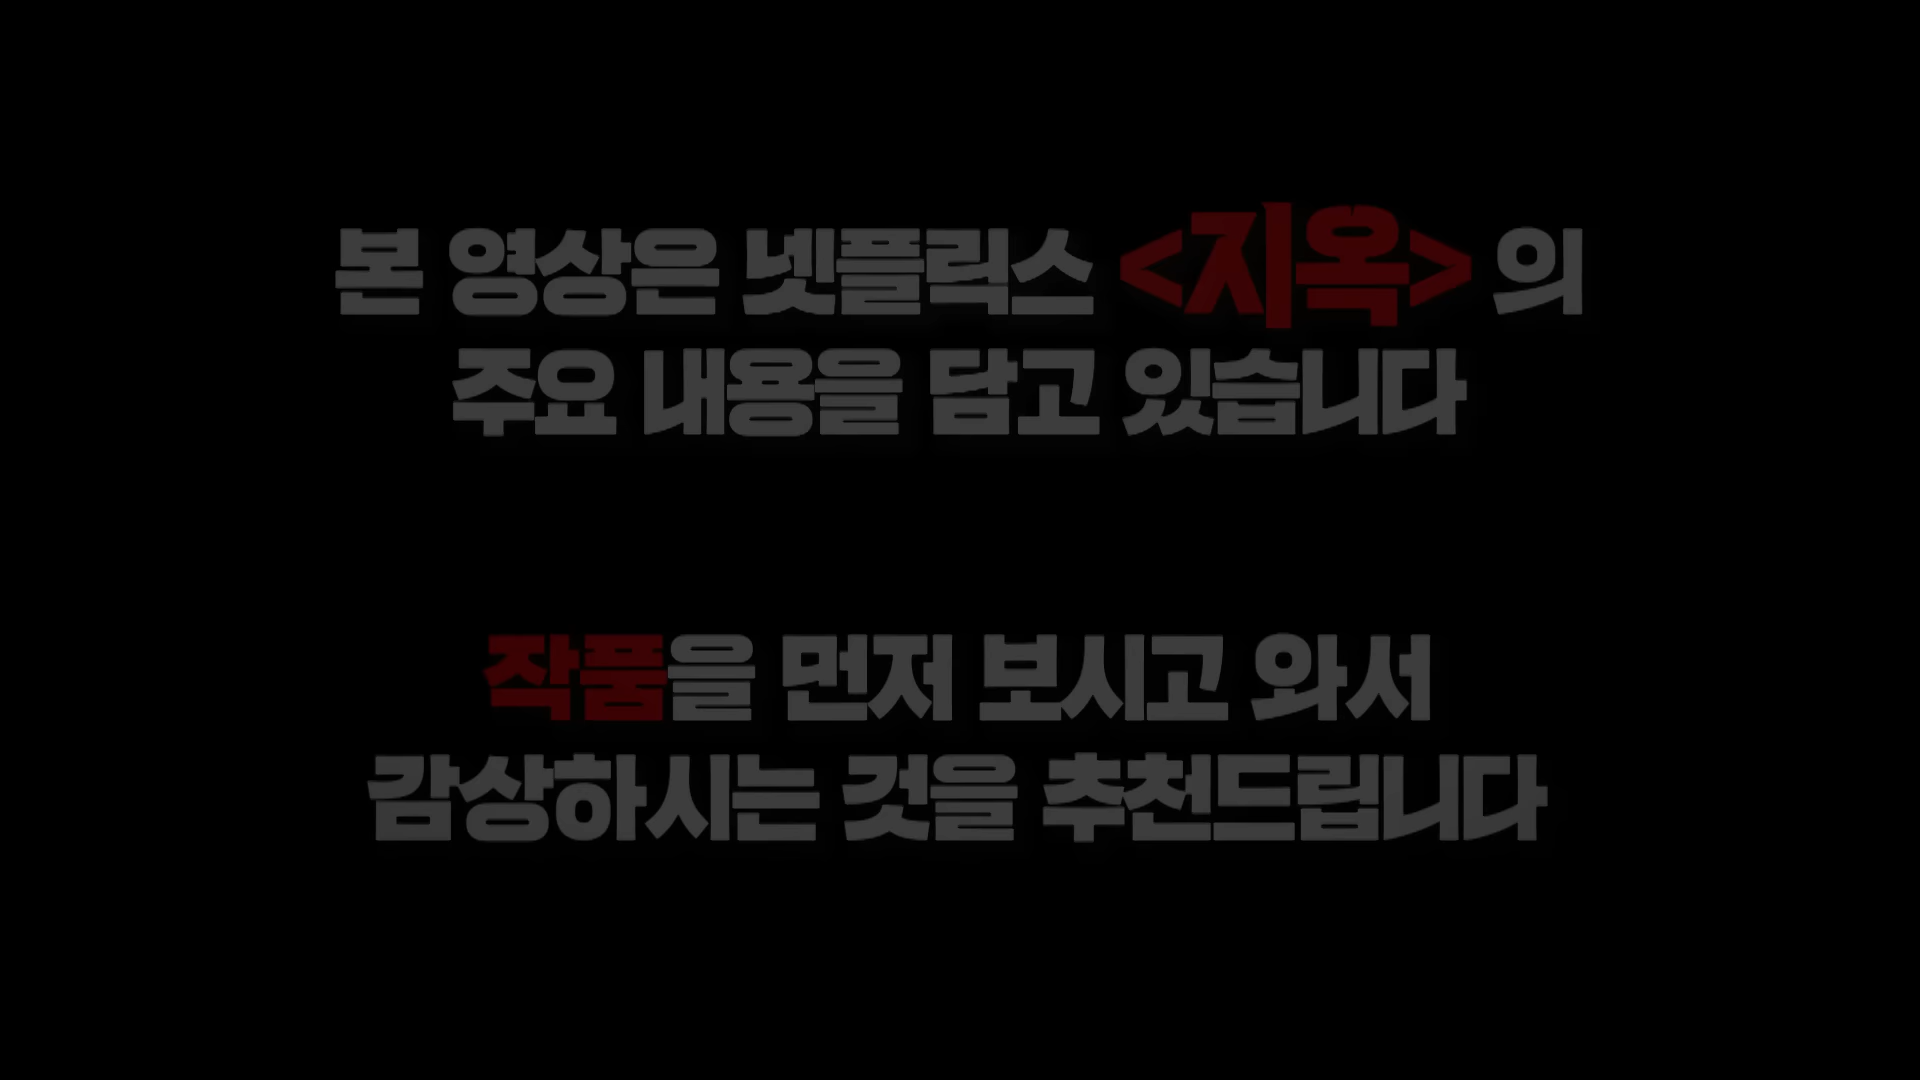 본 영상은 넷플릭스 <지옥> 의
주요 내용을 담고 있습니다
작품을 먼저 보시고 와서
감상하시는 것을 추천드립니다